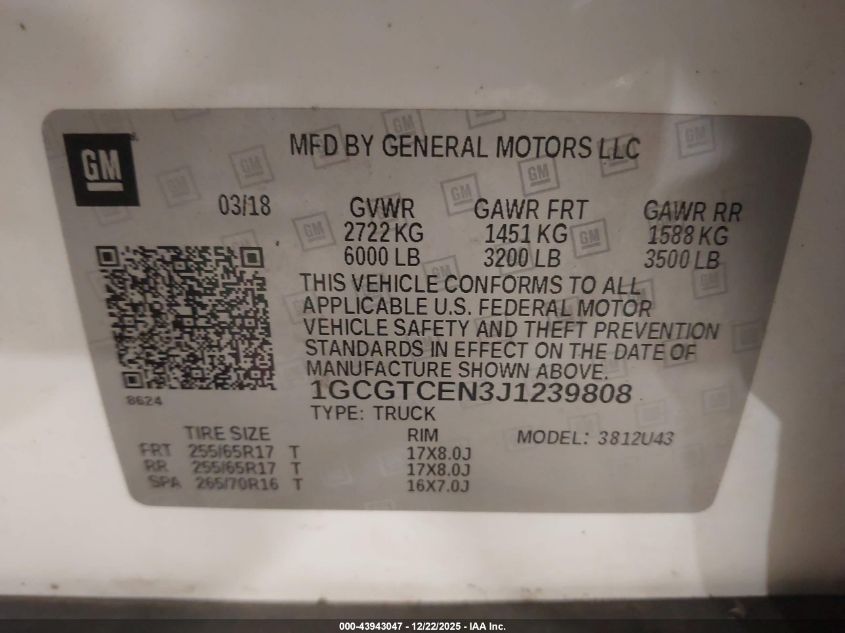 GM
MFD BY GENERAL MOTORS LLC
03/18
GVWR GAWR FRT GAWR RR
2722 KG 1451 KG 1588 KG
6000 LB 3200 LB 3500 LB
THIS VEHICLE CONFORMS TO ALL
APPLICABLE U.S. FEDERAL MOTOR
VEHICLE SAFETY AND THEFT PREVENTION
STANDARDS IN EFFECT ON THE DATE OF
MANUFACTURE SHOWN ABOVE.
1GCGTCEN3J1239808
8624
TYPE: TRUCK
TIRE SIZE RIM MODEL: 3812U43
FRT 255/65R17 T 17X8.0J
RR 255/65R17 T 17X8.0J
SPA 265/70R16 T 16X7.0J
000-43943047 - 12/22/2025 - IAA Inc.